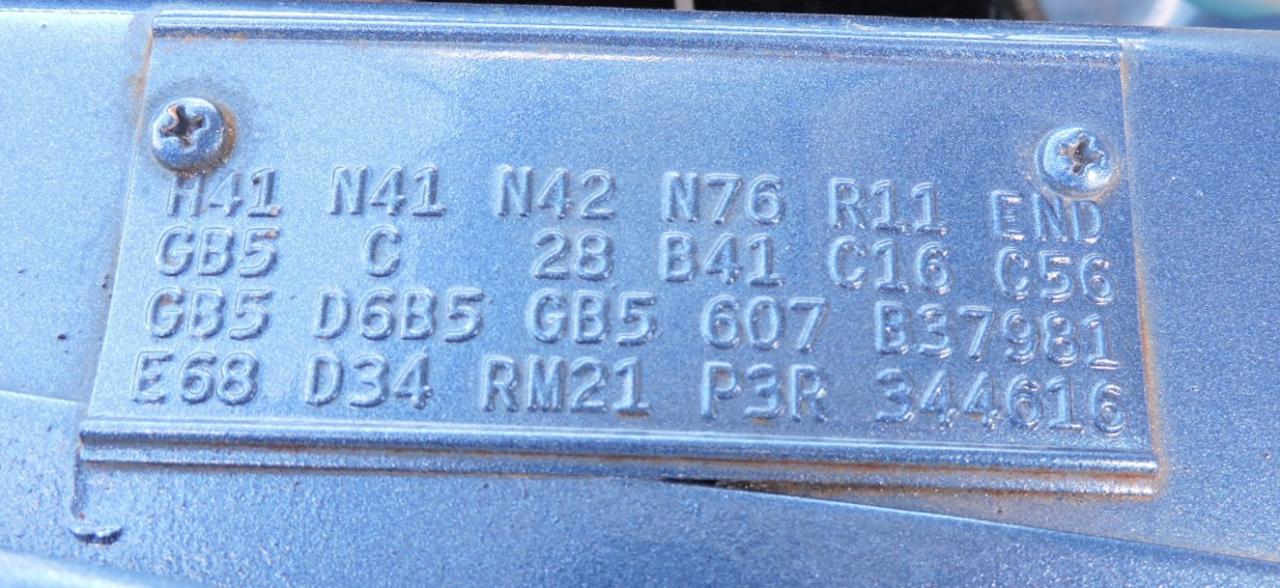 H41 N41 N42 N76 R11 END
GB5 C 28 B41 C16 C56
GB5 D6B5 GB5 607 B37981
E68 D34 RM21 P3R 344616